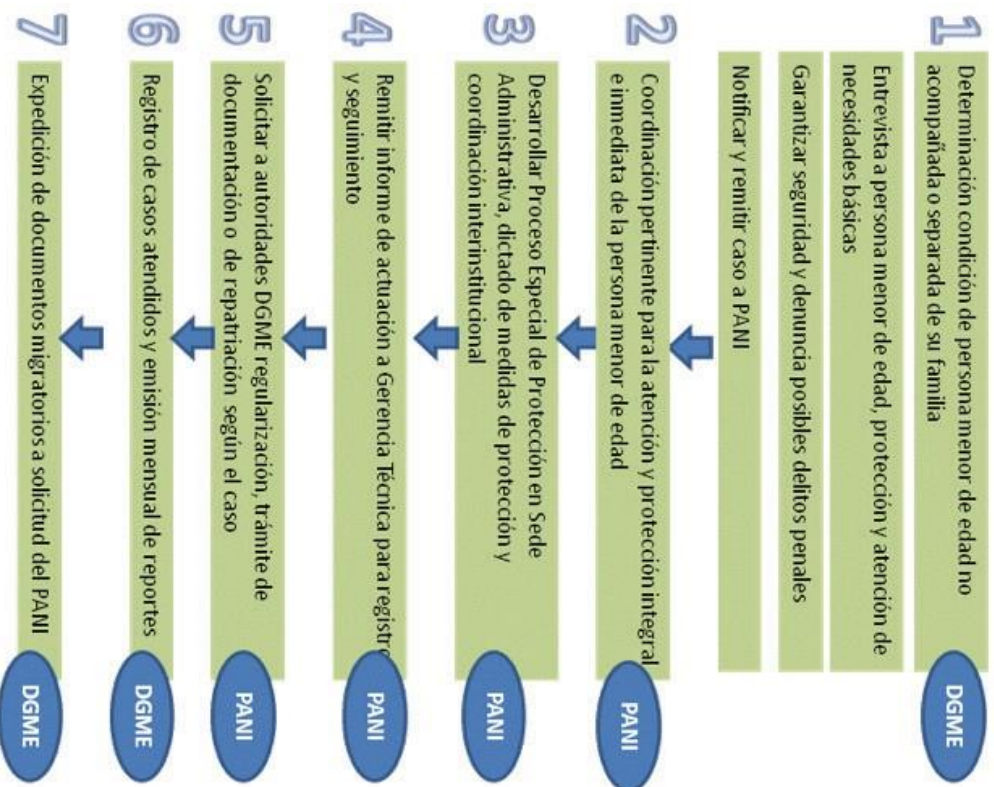 1
Determinación condición de persona menor de edad no
acompañada o separada de su familia
DGME
Entrevista a persona menor de edad, protección y atención de
necesidades básicas
Garantizar seguridad y denuncia posibles delitos penales
Notificar y remitir caso a PANI
2
Coordinación pertinente para la atención y protección integral
e inmediata de la persona menor de edad
PANI
3
Desarrollar Proceso Especial de Protección en Sede
Administrativa, dictado de medidas de protección y
coordinación interinstitucional
PANI
4
Remitir informe de actuación a Gerencia Técnica para registro
y seguimiento
PANI
5
Solicitar a autoridades DGME regularización, trámite de
documentación o de repatriación según el caso
PANI
6
Registro de casos atendidos y emisión mensual de reportes
DGME
7
Expedición de documentos migratorios a solicitud del PANI
DGME